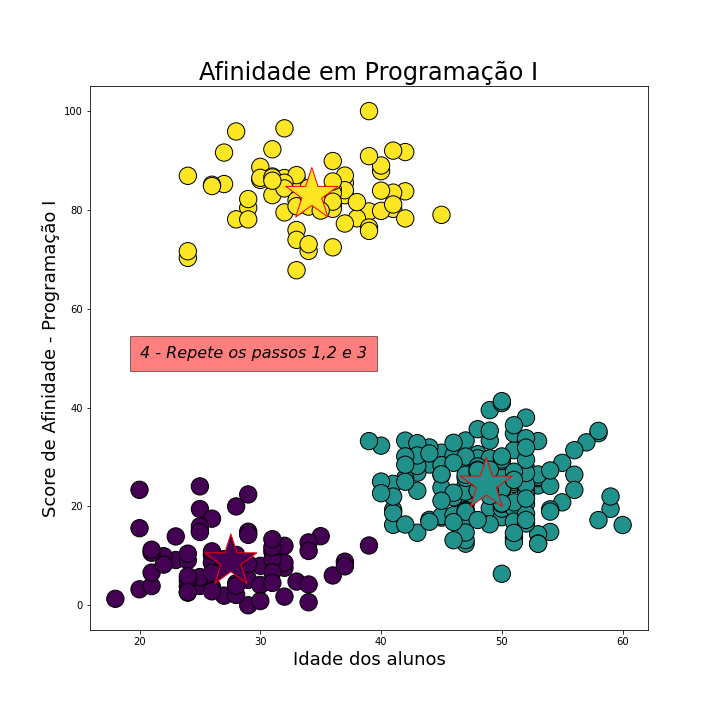 Afinidade em Programação I
Score de Afinidade - Programação I
100
80
60
40
20
0
4 - Repete os passos 1,2 e 3
20
30
40
50
60
Idade dos alunos